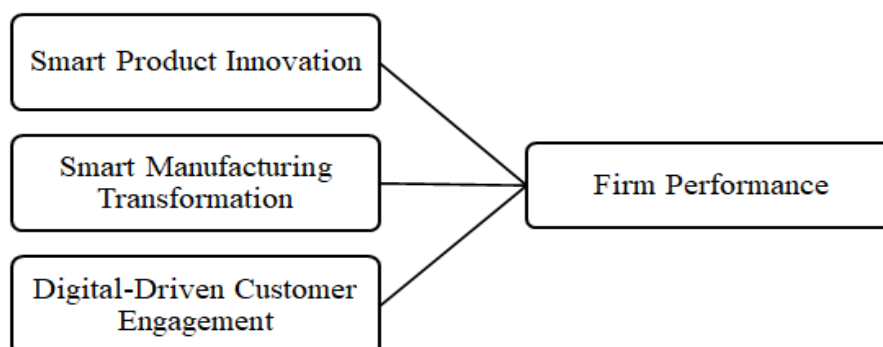 Smart Product Innovation
Smart Manufacturing
Transformation
Firm Performance
Digital-Driven Customer
Engagement